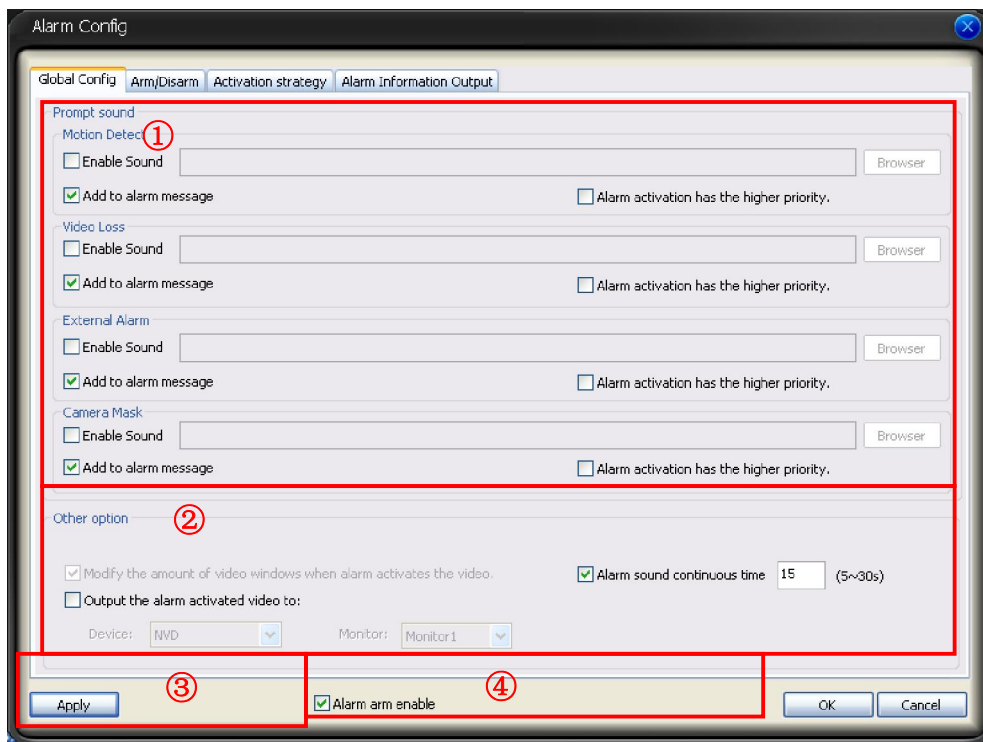 Alarm Config
Global Config Arm/Disarm Activation strategy Alarm Information Output
Prompt sound
Motion Detect ①
Enable Sound Browser
Add to alarm message Alarm activation has the higher priority.
Video Loss
Enable Sound Browser
Add to alarm message Alarm activation has the higher priority.
External Alarm
Enable Sound Browser
Add to alarm message Alarm activation has the higher priority.
Camera Mask
Enable Sound Browser
Add to alarm message Alarm activation has the higher priority.
Other option ②
Modify the amount of video windows when alarm activates the video. Alarm sound continuous time 15 (5~30s)
Output the alarm activated video to:
Device: NVD Monitor: Monitor1
③ ④
Apply Alarm arm enable OK Cancel